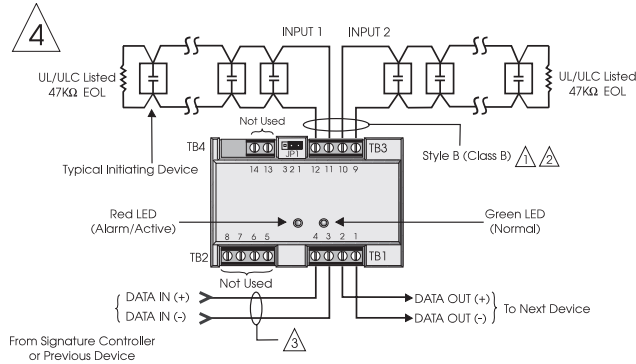 4
INPUT 1 INPUT 2
UL/ULC Listed
47KΩ EOL
UL/ULC Listed
47KΩ EOL
Not Used
TB4
JP1
TB3
Style B (Class B) 1 2
Typical Initiating Device
14 13 3 2 1 12 11 10 9
Red LED
(Alarm/Active)
Green LED
(Normal)
8 7 6 5 4 3 2 1
TB2
TB1
Not Used
DATA IN (+)
DATA IN (-)
DATA OUT (+)
DATA OUT (-)
To Next Device
3
From Signature Controller
or Previous Device